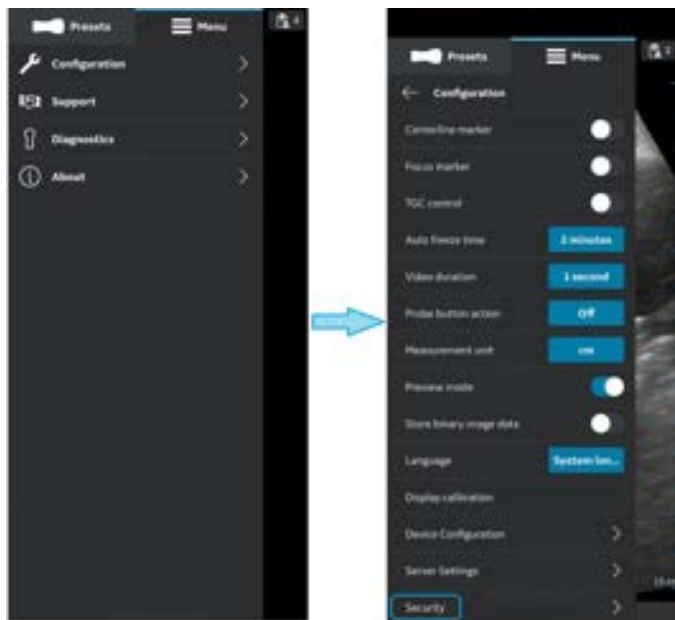 Presets Menu
Configuration
Support
Diagnostics
About
Presets Menu
Configuration
Centerline marker
Focus marker
TGC control
Auto freeze time 2 minutes
Video duration 1 second
Probe button action Off
Measurement unit cm
Preview mode
Store binary image data
Language System lan...
Display calibration
Device Configuration
Server Settings
Security